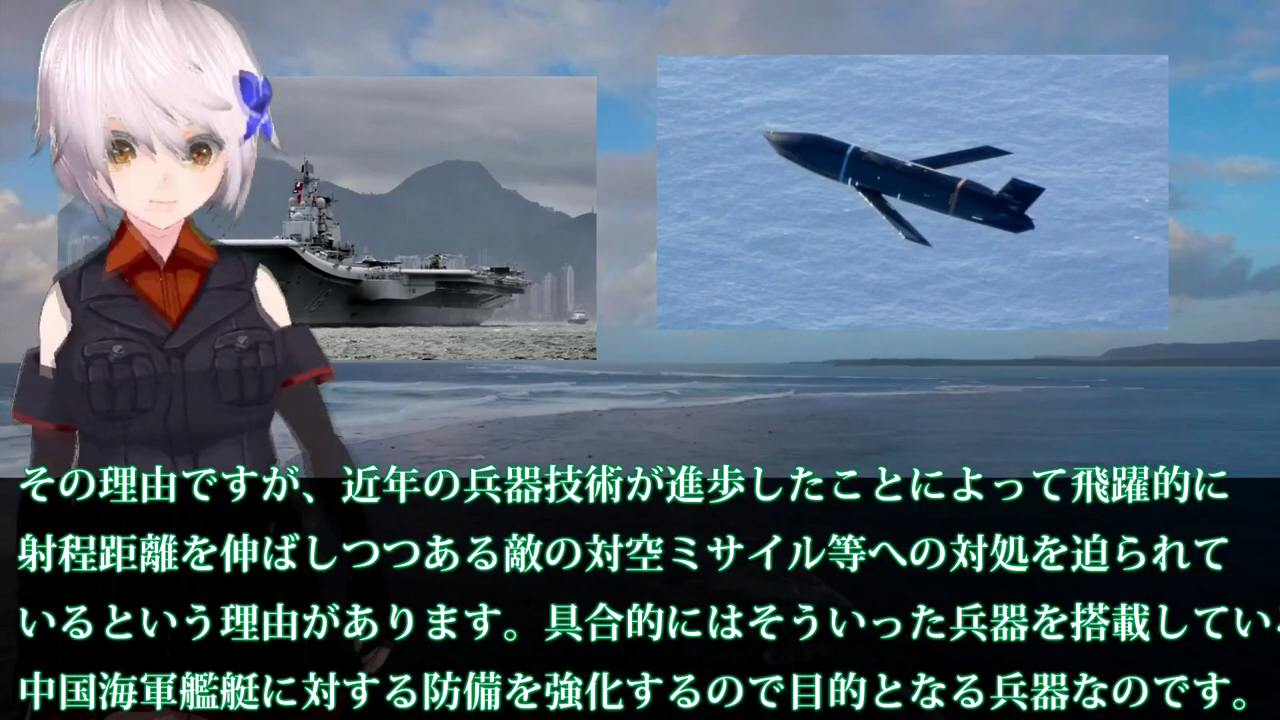 その理由ですが、近年の兵器技術が進歩したことによって飛躍的に
射程距離を伸ばしつつある敵の対空ミサイル等への対処を迫られて
いるという理由があります。具合的にはそういった兵器を搭載してい
中国海軍艦艇に対する防備を強化するので目的となる兵器なのです。